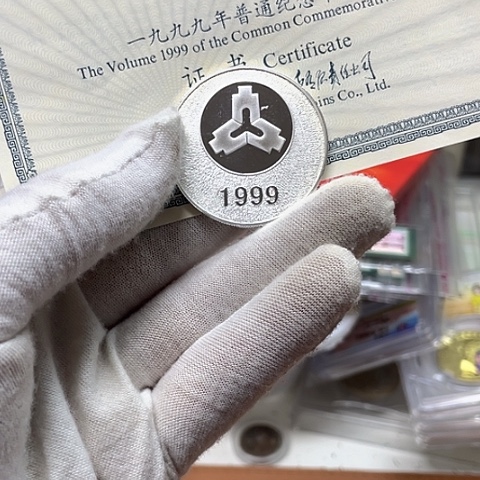 一九九九年普通纪念
The Volume 1999 of the Common Commemorative
证书 Certificate
ins Co., Ltd.
1999